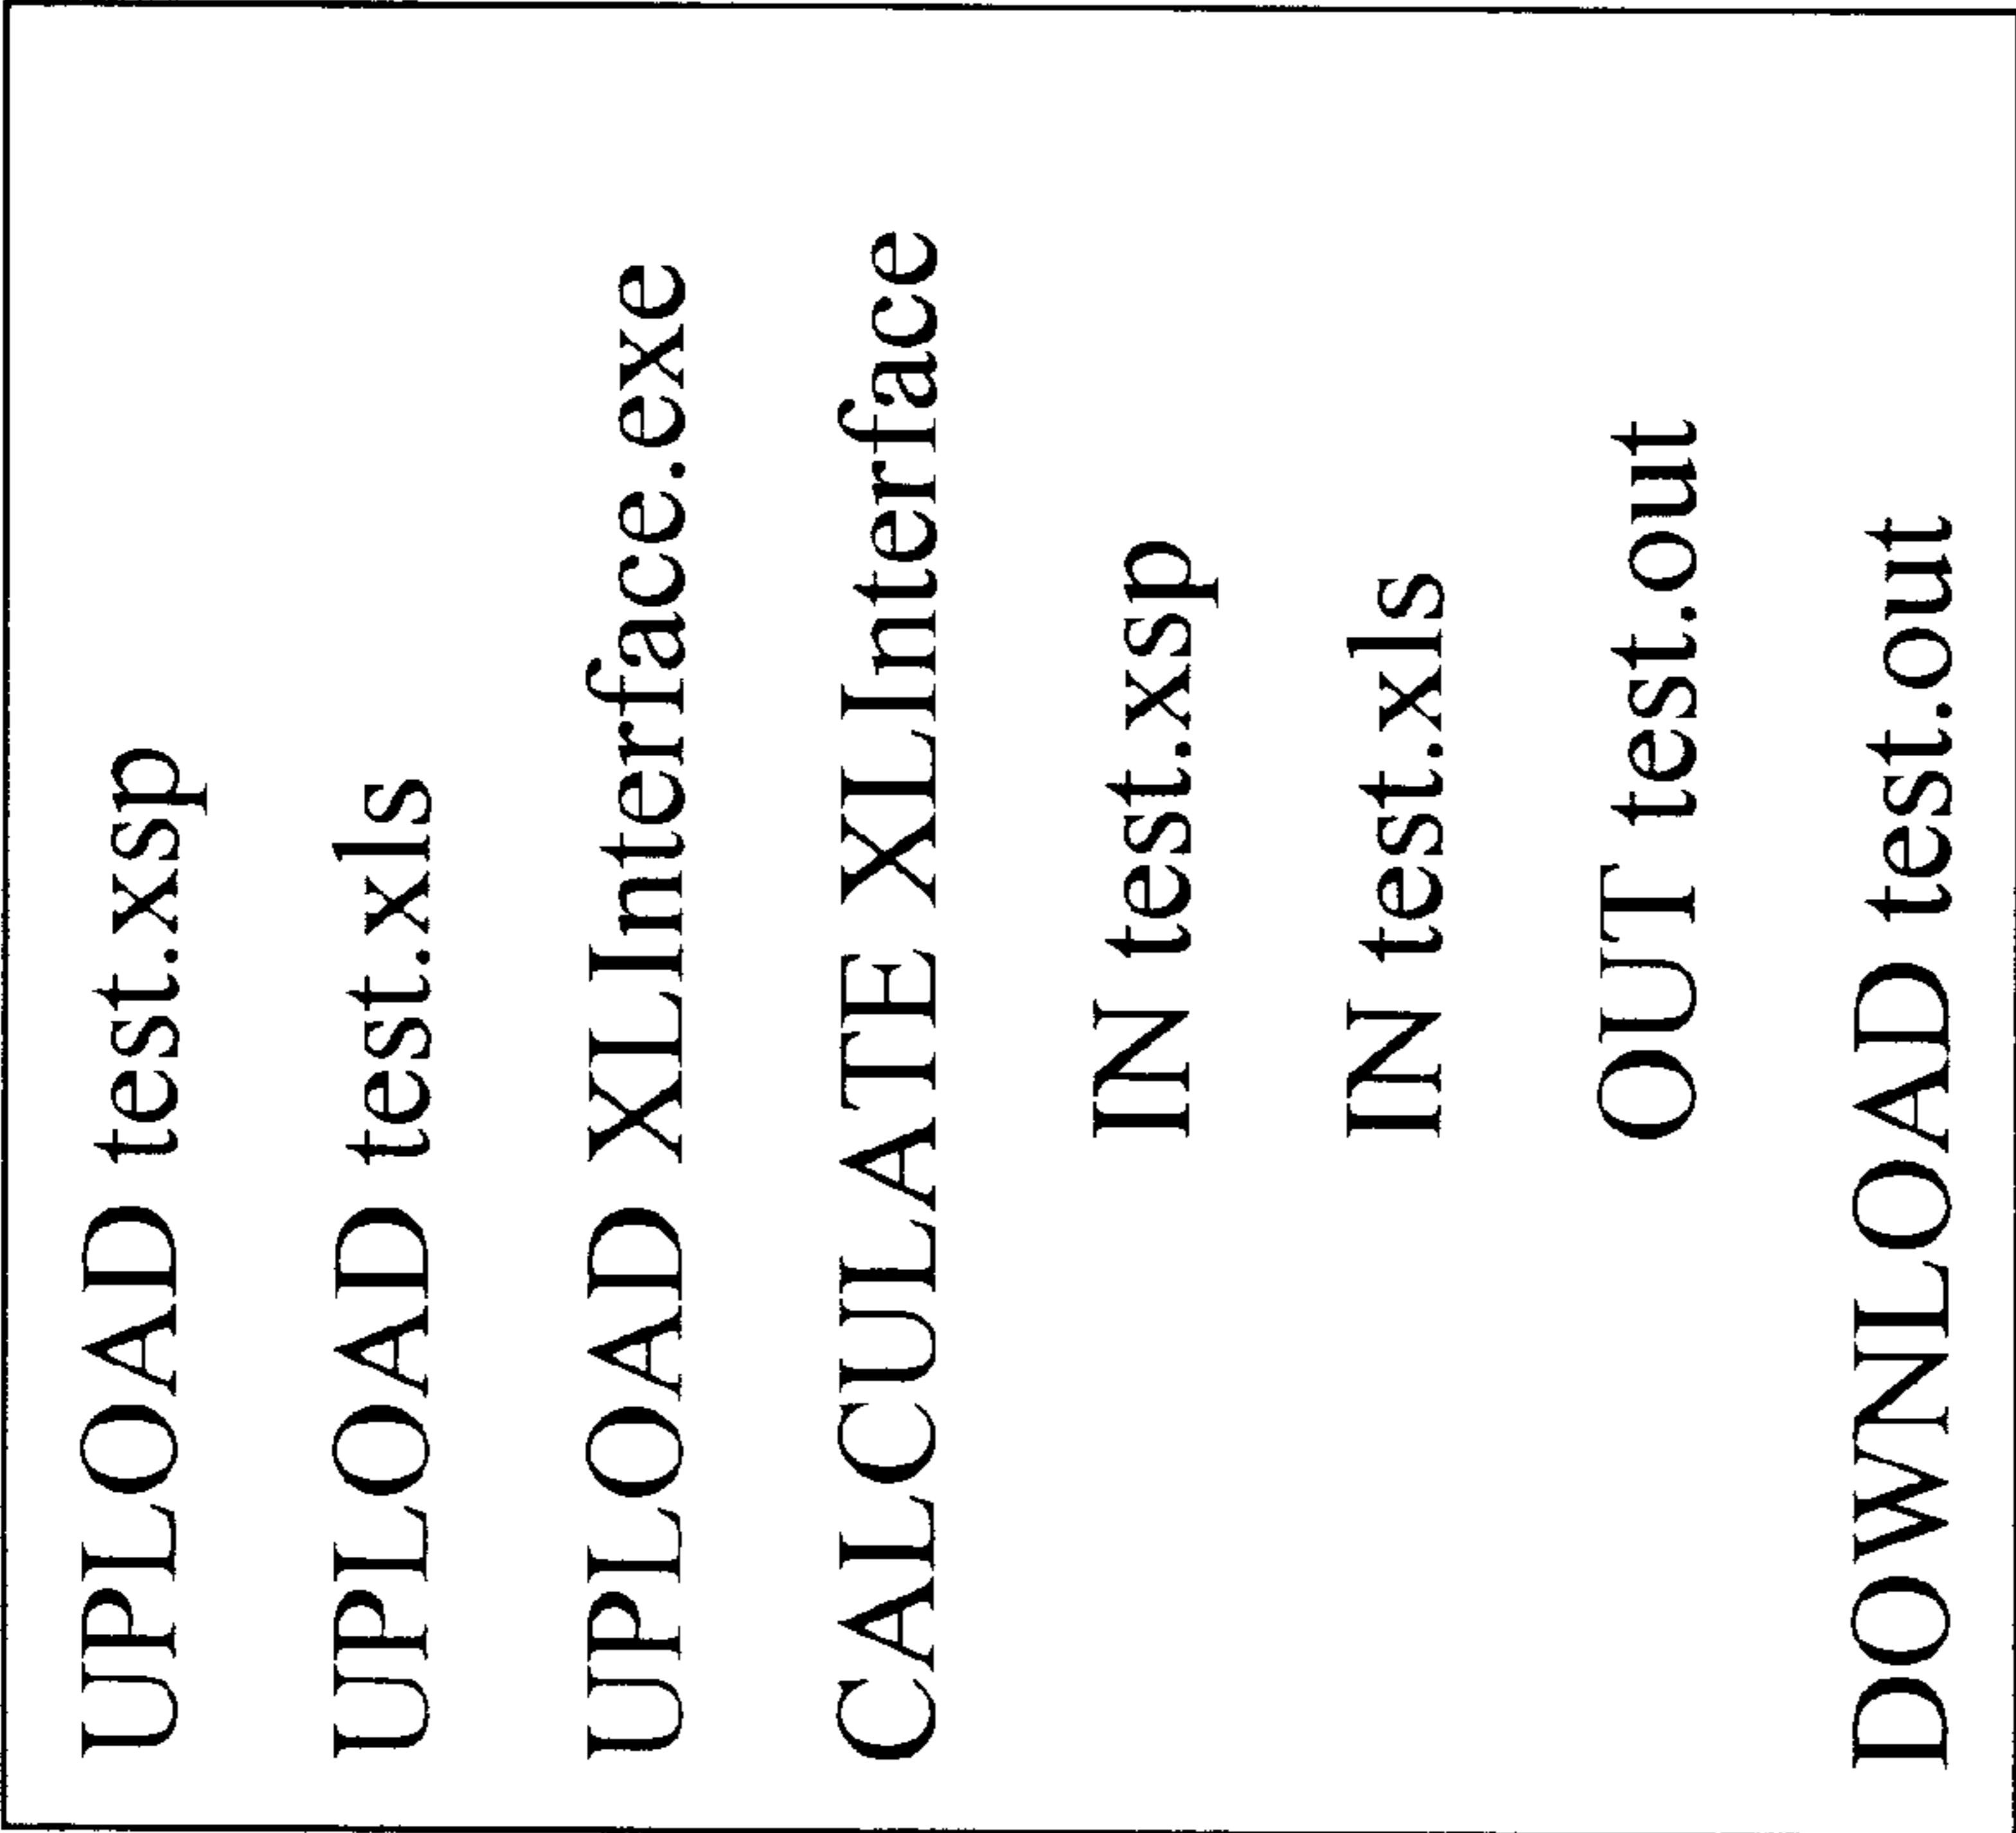 UPLOAD test.xsp
UPLOAD test.xls
UPLOAD XLInterface.exe
CALCULATE XLInterface
IN test.xsp
IN test.xls
OUT test.out
DOWNLOAD test.out